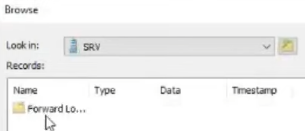 Browse
Look in: SRV
Records:
Name Type Data Timestamp
Forward Lo...